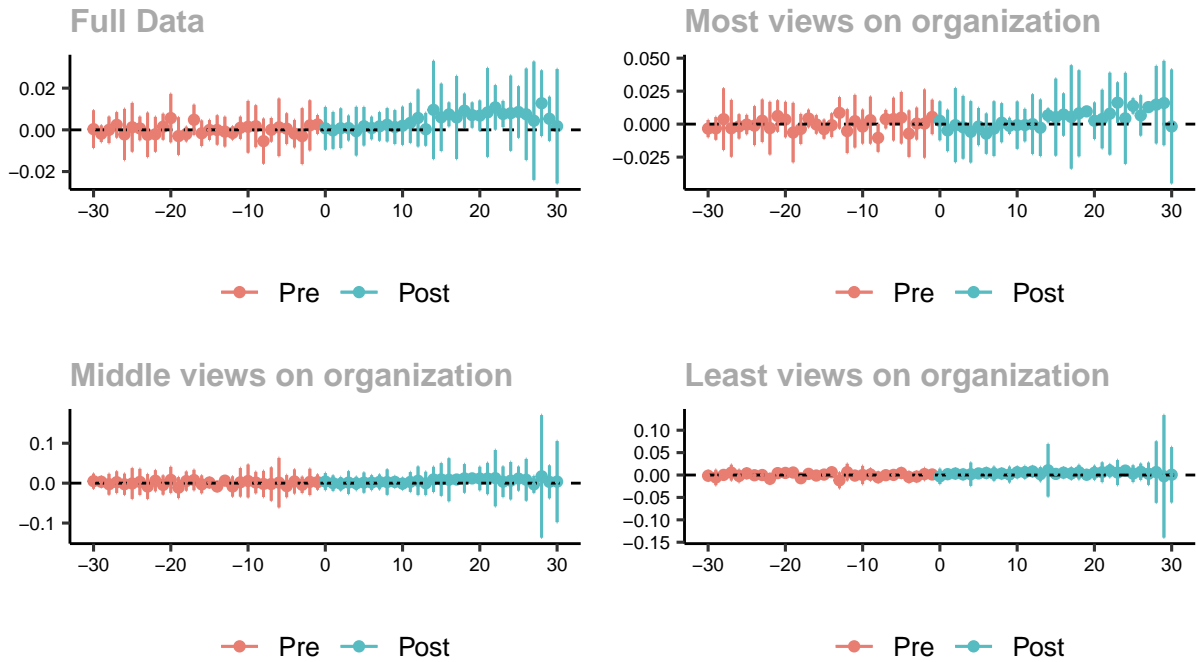 Full Data
0.02
0.00
−0.02
−30 −20 −10 0 10 20 30
Pre Post
Most views on organization
0.050
0.025
0.000
−0.025
−30 −20 −10 0 10 20 30
Pre Post
Middle views on organization
0.1
0.0
−0.1
−30 −20 −10 0 10 20 30
Pre Post
Least views on organization
0.10
0.05
0.00
−0.05
−0.10
−0.15
−30 −20 −10 0 10 20 30
Pre Post